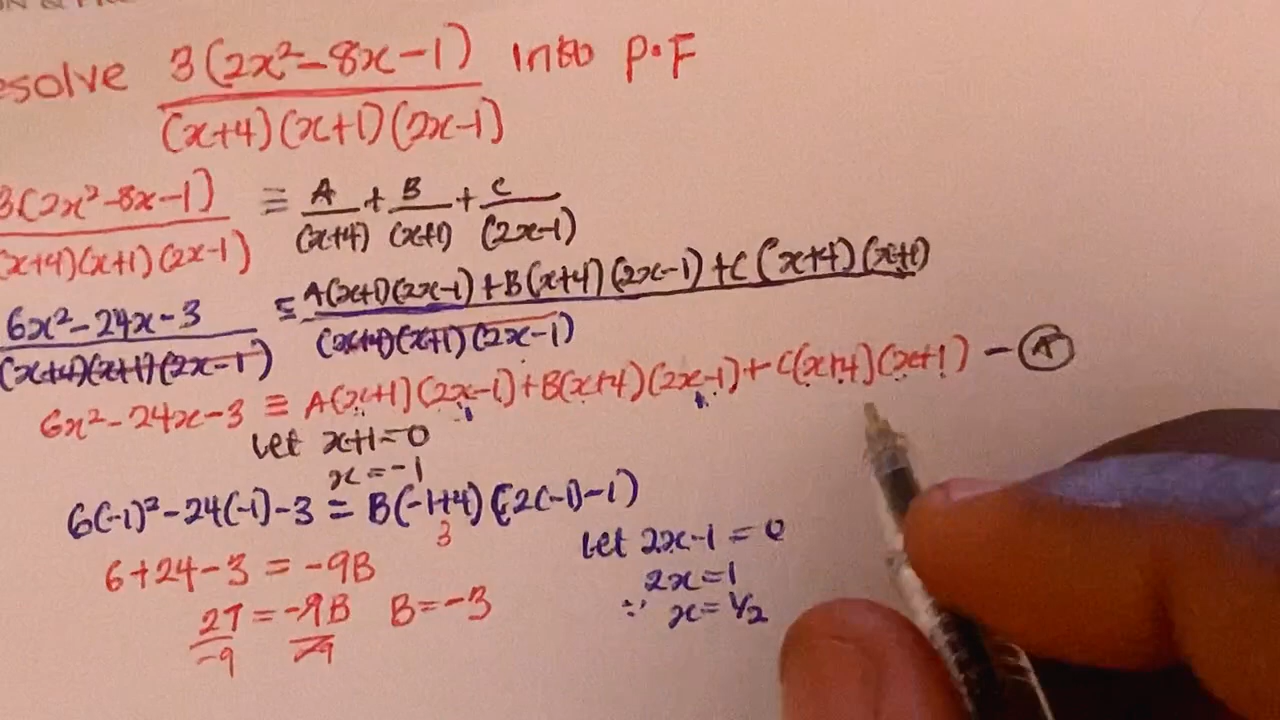 esolve 3(2x²-8x-1) into P.F
(x+4)(x+1)(2x-1)
3(2x²-8x-1) ≡ A + B + C
(x+4)(x+1)(2x-1) (x+4) (x+1) (2x-1)
6x²-24x-3 ≡ A(x+1)(2x-1)+B(x+4)(2x-1)+C(x+4)(x+1)
(x+4)(x+1)(2x-1) (x+4)(x+1)(2x-1)
6x²-24x-3 ≡ A(x+1)(2x-1)+B(x+4)(2x-1)+C(x+4)(x+1) - A
Let x+1=0
x=-1
6(-1)²-24(-1)-3 = B(-1+4)(2(-1)-1)
3
6+24-3 = -9B
27 = -9B B=-3
-9 -9
Let 2x-1=0
2x=1
∵ x=1/2